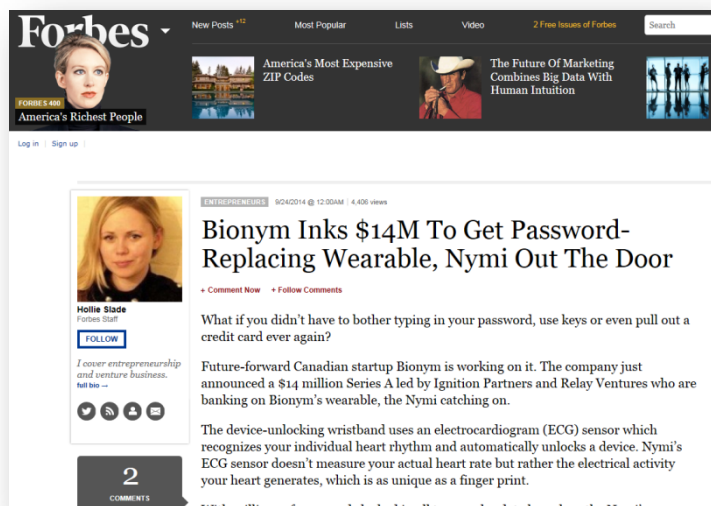 Forbes
New Posts +12
Most Popular
Lists
Video
2 Free Issues of Forbes
Search
FORBES 400
America's Richest People
America's Most Expensive
ZIP Codes
The Future Of Marketing
Combines Big Data With
Human Intuition
Log in | Sign up |
ENTREPRENEURS 9/24/2014 @ 12:00AM | 4,406 views
Bionym Inks $14M To Get Password-
Replacing Wearable, Nymi Out The Door
+ Comment Now + Follow Comments
Hollie Slade
Forbes Staff
FOLLOW
I cover entrepreneurship
and venture business.
full bio →
2
COMMENTS
What if you didn't have to bother typing in your password, use keys or even pull out a
credit card ever again?
Future-forward Canadian startup Bionym is working on it. The company just
announced a $14 million Series A led by Ignition Partners and Relay Ventures who are
banking on Bionym's wearable, the Nymi catching on.
The device-unlocking wristband uses an electrocardiogram (ECG) sensor which
recognizes your individual heart rhythm and automatically unlocks a device. Nymi's
ECG sensor doesn't measure your actual heart rate but rather the electrical activity
your heart generates, which is as unique as a finger print.